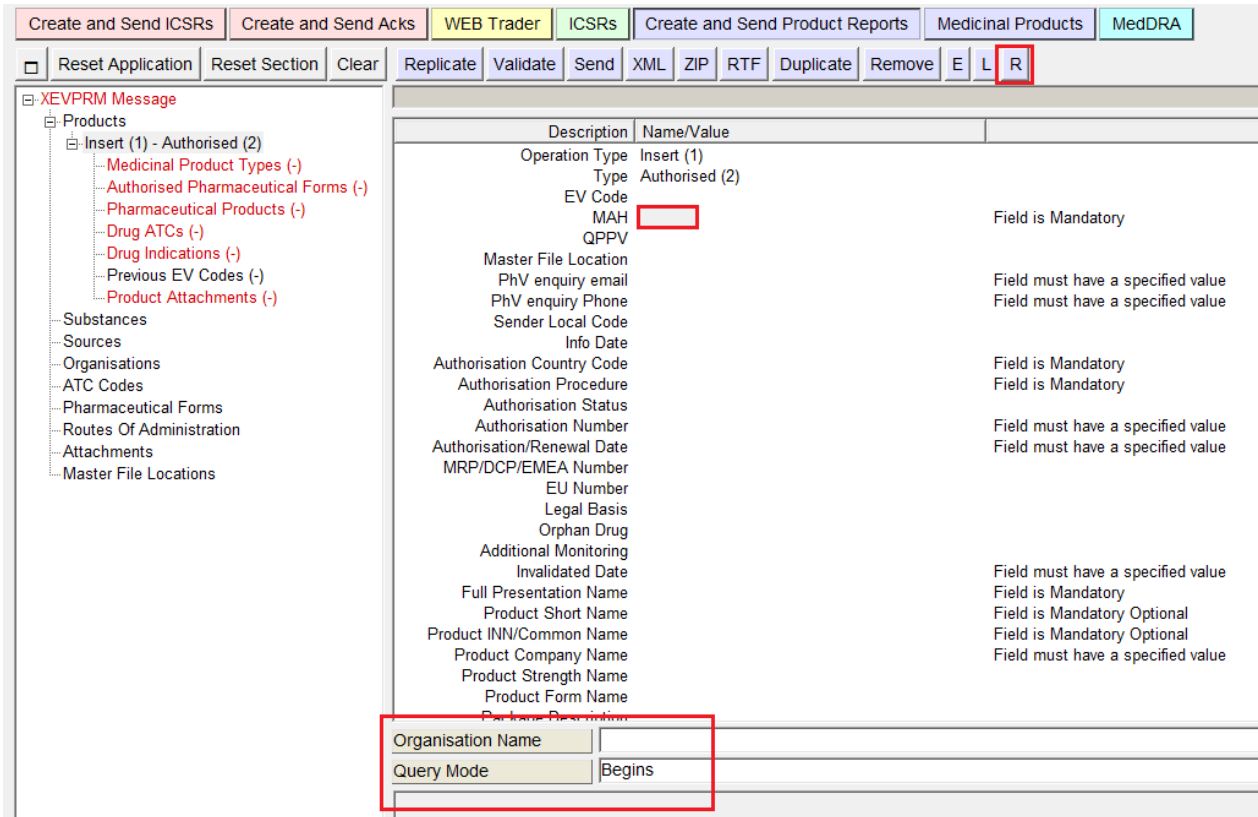 Create and Send ICSRs Create and Send Acks WEB Trader ICSRs Create and Send Product Reports Medicinal Products MedDRA
Reset Application Reset Section Clear Replicate Validate Send XML ZIP RTF Duplicate Remove E L R
XEVPRM Message
Products
Insert (1) - Authorised (2)
Medicinal Product Types (-)
Authorised Pharmaceutical Forms (-)
Pharmaceutical Products (-)
Drug ATCs (-)
Drug Indications (-)
Previous EV Codes (-)
Product Attachments (-)
Substances
Sources
Organisations
ATC Codes
Pharmaceutical Forms
Routes Of Administration
Attachments
Master File Locations
Description Name/Value
Operation Type Insert (1)
Type Authorised (2)
EV Code
MAH Field is Mandatory
QPPV
Master File Location
PhV enquiry email Field must have a specified value
PhV enquiry Phone Field must have a specified value
Sender Local Code
Info Date
Authorisation Country Code Field is Mandatory
Authorisation Procedure Field is Mandatory
Authorisation Status
Authorisation Number Field must have a specified value
Authorisation/Renewal Date Field must have a specified value
MRP/DCP/EMEA Number
EU Number
Legal Basis
Orphan Drug
Additional Monitoring
Invalidated Date Field must have a specified value
Full Presentation Name Field is Mandatory
Product Short Name Field is Mandatory Optional
Product INN/Common Name Field is Mandatory Optional
Product Company Name Field must have a specified value
Product Strength Name
Product Form Name
Package Description
Organisation Name
Query Mode Begins